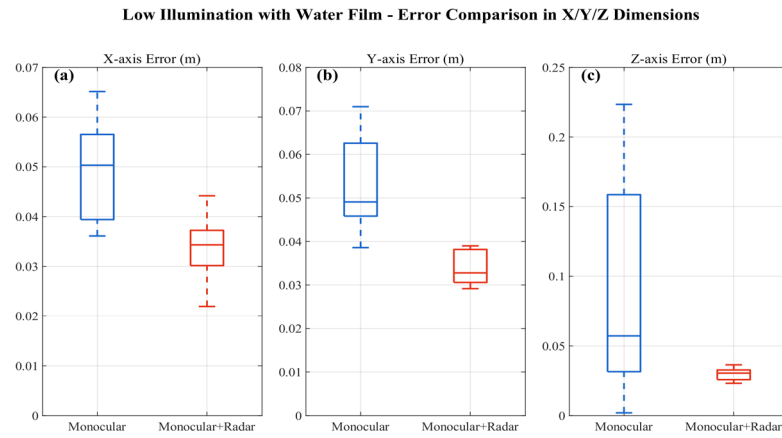 Low Illumination with Water Film - Error Comparison in X/Y/Z Dimensions
X-axis Error (m)
(a)
0.07
0.06
0.05
0.04
0.03
0.02
0.01
0
Monocular
Monocular+Radar
Y-axis Error (m)
(b)
0.08
0.07
0.06
0.05
0.04
0.03
0.02
0.01
0
Monocular
Monocular+Radar
Z-axis Error (m)
(c)
0.25
0.2
0.15
0.1
0.05
0
Monocular
Monocular+Radar